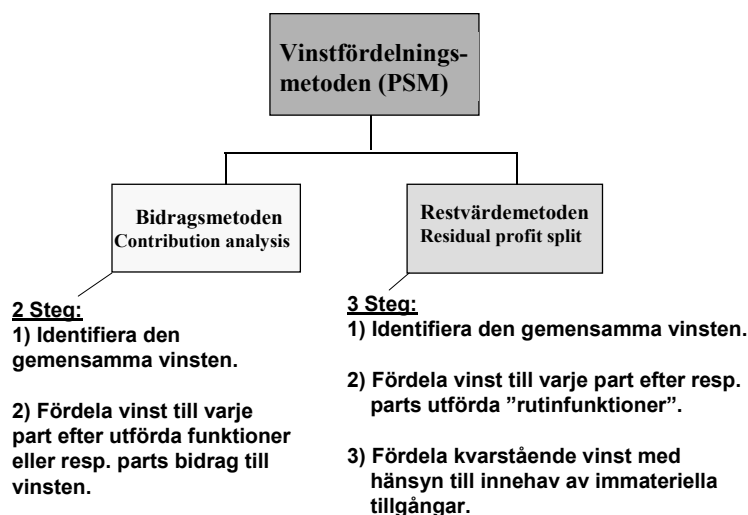 Vinstfördelnings-
metoden (PSM)
Bidragsmetoden
Contribution analysis
Restvärdemetoden
Residual profit split
2 Steg:
1) Identifiera den
gemensamma vinsten.
2) Fördela vinst till varje
part efter utförda funktioner
eller resp. parts bidrag till
vinsten.
3 Steg:
1) Identifiera den gemensamma vinsten.
2) Fördela vinst till varje part efter resp.
parts utförda ”rutinfunktioner”.
3) Fördela kvarstående vinst med
hänsyn till innehav av immateriella
tillgångar.